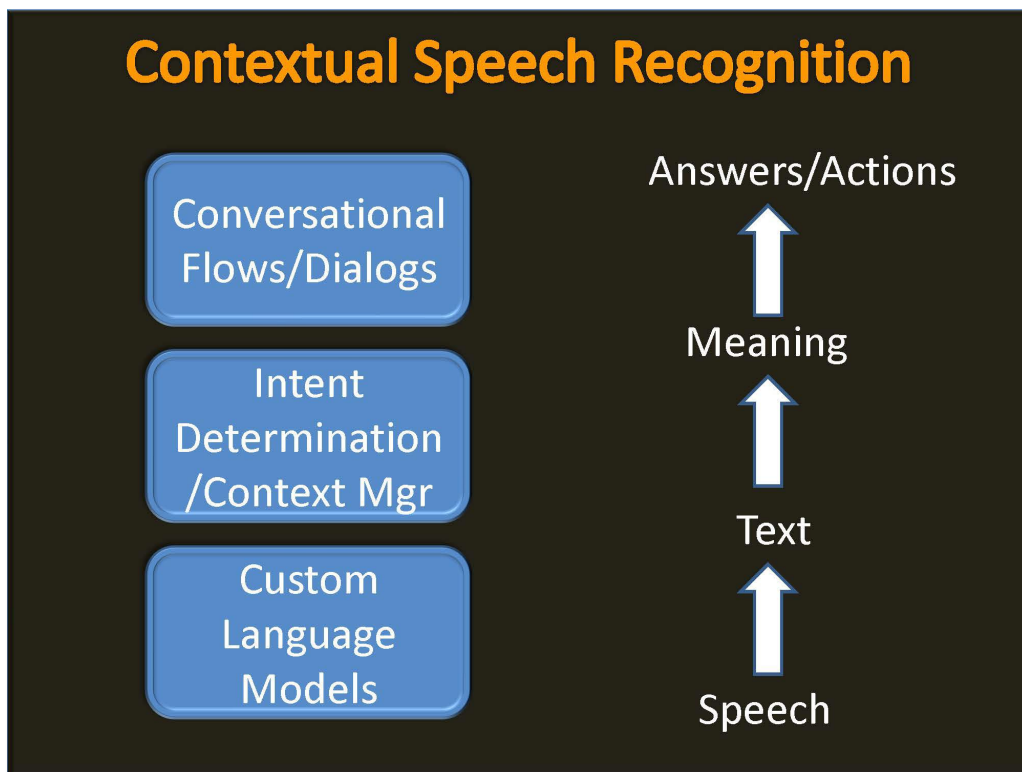 Contextual Speech Recognition
Conversational
Flows/Dialogs
Intent
Determination
/Context Mgr
Custom
Language
Models
Answers/Actions
Meaning
Text
Speech